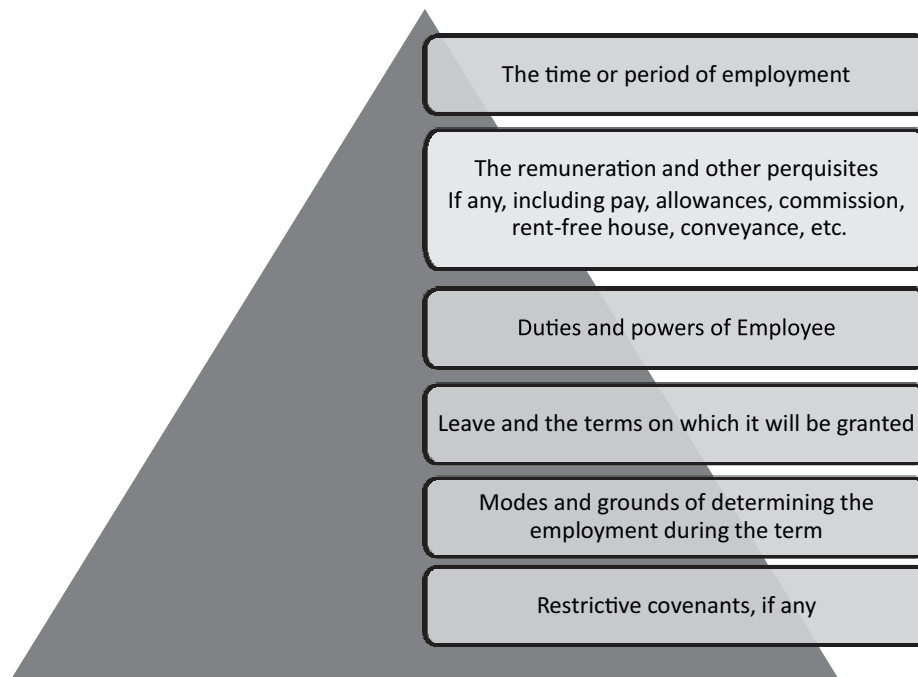 The time or period of employment
The remuneration and other perquisites
If any, including pay, allowances, commission,
rent-free house, conveyance, etc.
Duties and powers of Employee
Leave and the terms on which it will be granted
Modes and grounds of determining the
employment during the term
Restrictive covenants, if any